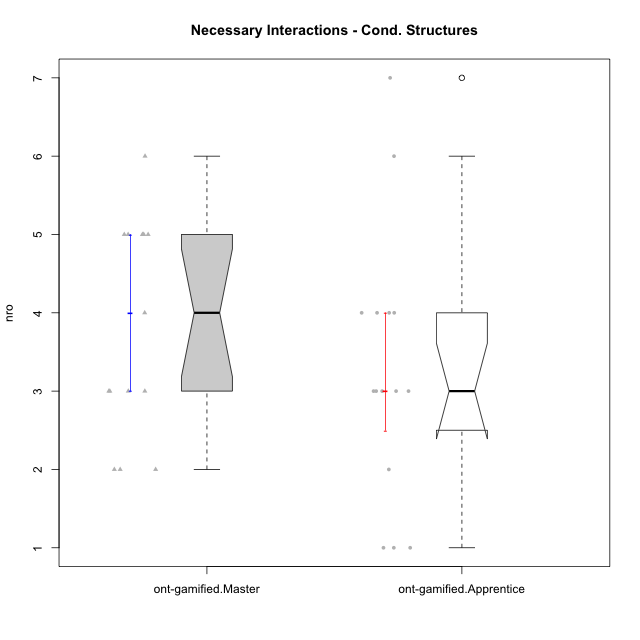 Necessary Interactions - Cond. Structures
7
6
5
4
3
2
1
nro
ont-gamified.Master
ont-gamified.Apprentice